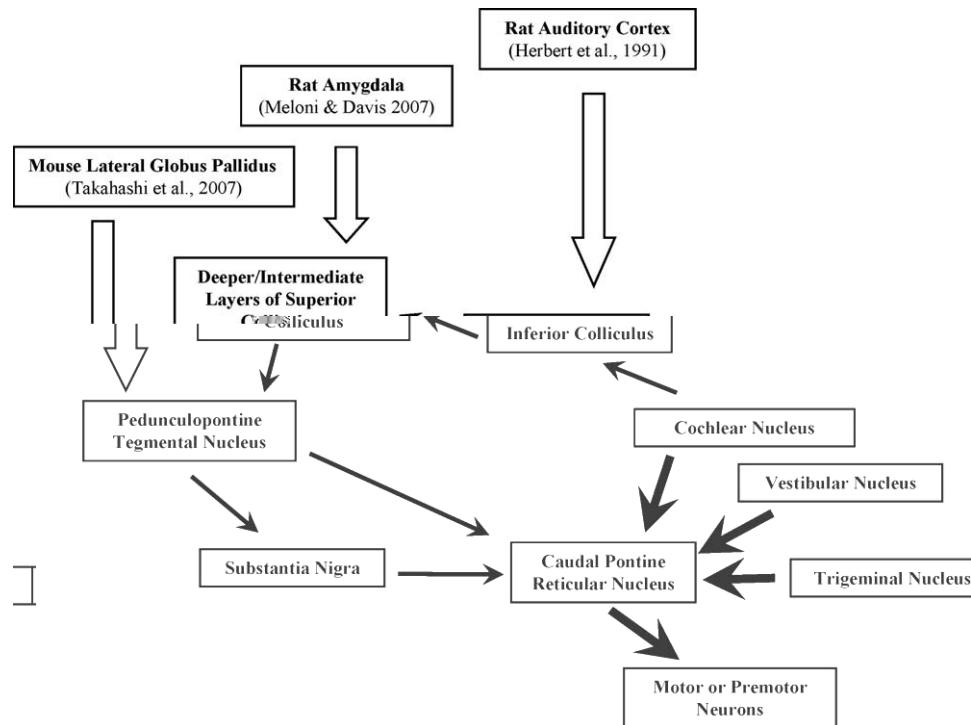 Rat Auditory Cortex
(Herbert et al., 1991)
Rat Amygdala
(Meloni & Davis 2007)
Mouse Lateral Globus Pallidus
(Takahashi et al., 2007)
Deeper/Intermediate
Layers of Superior
Colliculus
Inferior Colliculus
Pedunculopontine
Tegmental Nucleus
Cochlear Nucleus
Vestibular Nucleus
Substantia Nigra
Caudal Pontine
Reticular Nucleus
Trigeminal Nucleus
Motor or Premotor
Neurons